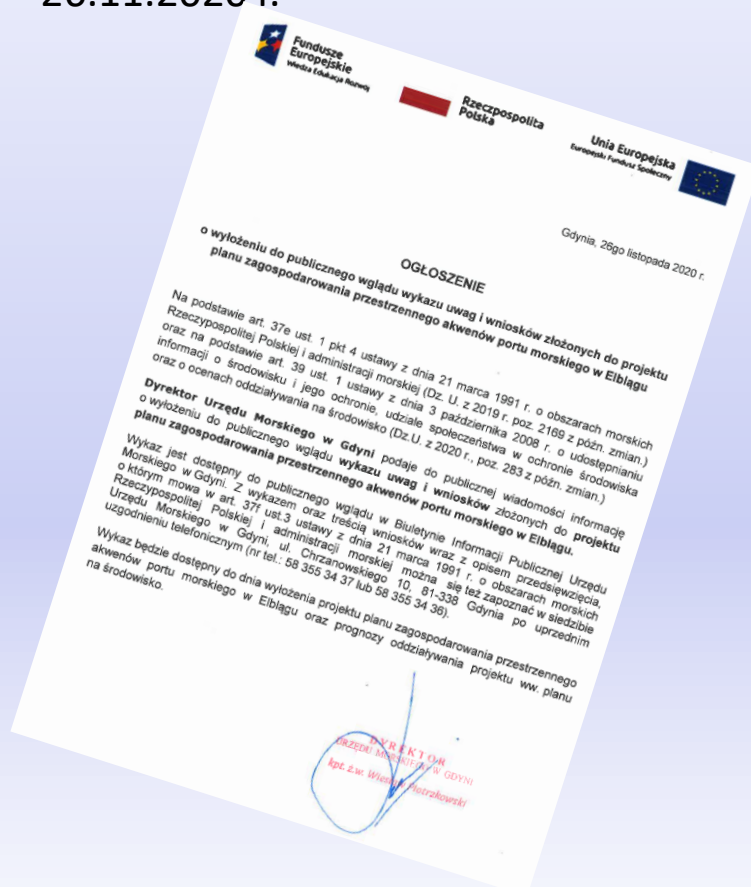 Fundusze
Europejskie
Wiedza Edukacja Rozwój
Rzeczpospolita
Polska
Unia Europejska
Europejski Fundusz Społeczny
Gdynia, 26go listopada 2020 r.
OGŁOSZENIE
o wyłożeniu do publicznego wglądu wykazu uwag i wniosków złożonych do projektu
planu zagospodarowania przestrzennego akwenów portu morskiego w Elblągu
Na podstawie art. 37e ust. 1 pkt 4 ustawy z dnia 21 marca 1991 r. o obszarach morskich
Rzeczypospolitej Polskiej i administracji morskiej (Dz. U. z 2019 r. poz. 2169 z późn. zmian.)
oraz na podstawie art. 39 ust. 1 ustawy z dnia 3 października 2008 r. o udostępnianiu
informacji o środowisku i jego ochronie, udziale społeczeństwa w ochronie środowiska
oraz o ocenach oddziaływania na środowisko (Dz.U. z 2020 r., poz. 283 z późn. zmian.)
Dyrektor Urzędu Morskiego w Gdyni podaje do publicznej wiadomości informację
o wyłożeniu do publicznego wglądu wykazu uwag i wniosków złożonych do projektu
planu zagospodarowania przestrzennego akwenów portu morskiego w Elblągu.
Wykaz jest dostępny do publicznego wglądu w Biuletynie Informacji Publicznej Urzędu
Morskiego w Gdyni. Z wykazem oraz treścią wniosków wraz z opisem przedsięwzięcia,
o którym mowa w art. 37f ust.3 ustawy z dnia 21 marca 1991 r. o obszarach morskich
Rzeczypospolitej Polskiej i administracji morskiej można się też zapoznać w siedzibie
Urzędu Morskiego w Gdyni, ul. Chrzanowskiego 10, 81-338 Gdynia po uprzednim
uzgodnieniu telefonicznym (nr tel.: 58 355 34 37 lub 58 355 34 36).
Wykaz będzie dostępny do dnia wyłożenia projektu planu zagospodarowania przestrzennego
akwenów portu morskiego w Elblągu oraz prognozy oddziaływania projektu ww. planu
na środowisko.
DYREKTOR
URZĘDU MORSKIEGO W GDYNI
kpt. ż.w. Wiesław Piotrzkowski